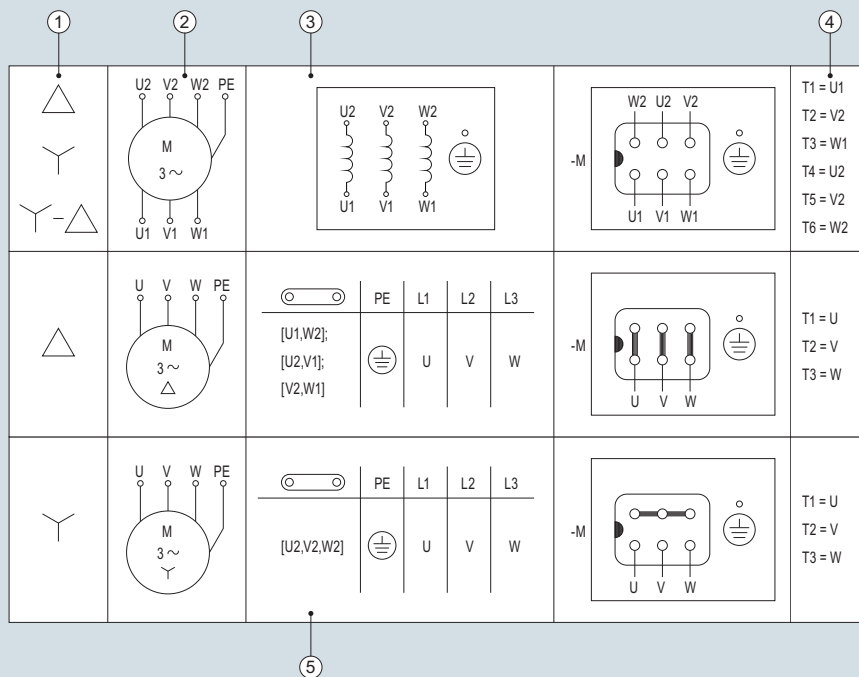 1 2 3 4
U2 V2 W2 PE
M
3 ~
U1 V1 W1
U2 V2 W2
U1 V1 W1
W2 U2 V2
-M
U1 V1 W1
T1 = U1
T2 = V2
T3 = W1
T4 = U2
T5 = V2
T6 = W2
U V W PE
M
3 ~
PE L1 L2 L3
[U1,W2];
[U2,V1];
[V2,W1]
U V W
-M
U V W
T1 = U
T2 = V
T3 = W
U V W PE
M
3 ~
PE L1 L2 L3
[U2,V2,W2]
U V W
-M
U V W
T1 = U
T2 = V
T3 = W
5